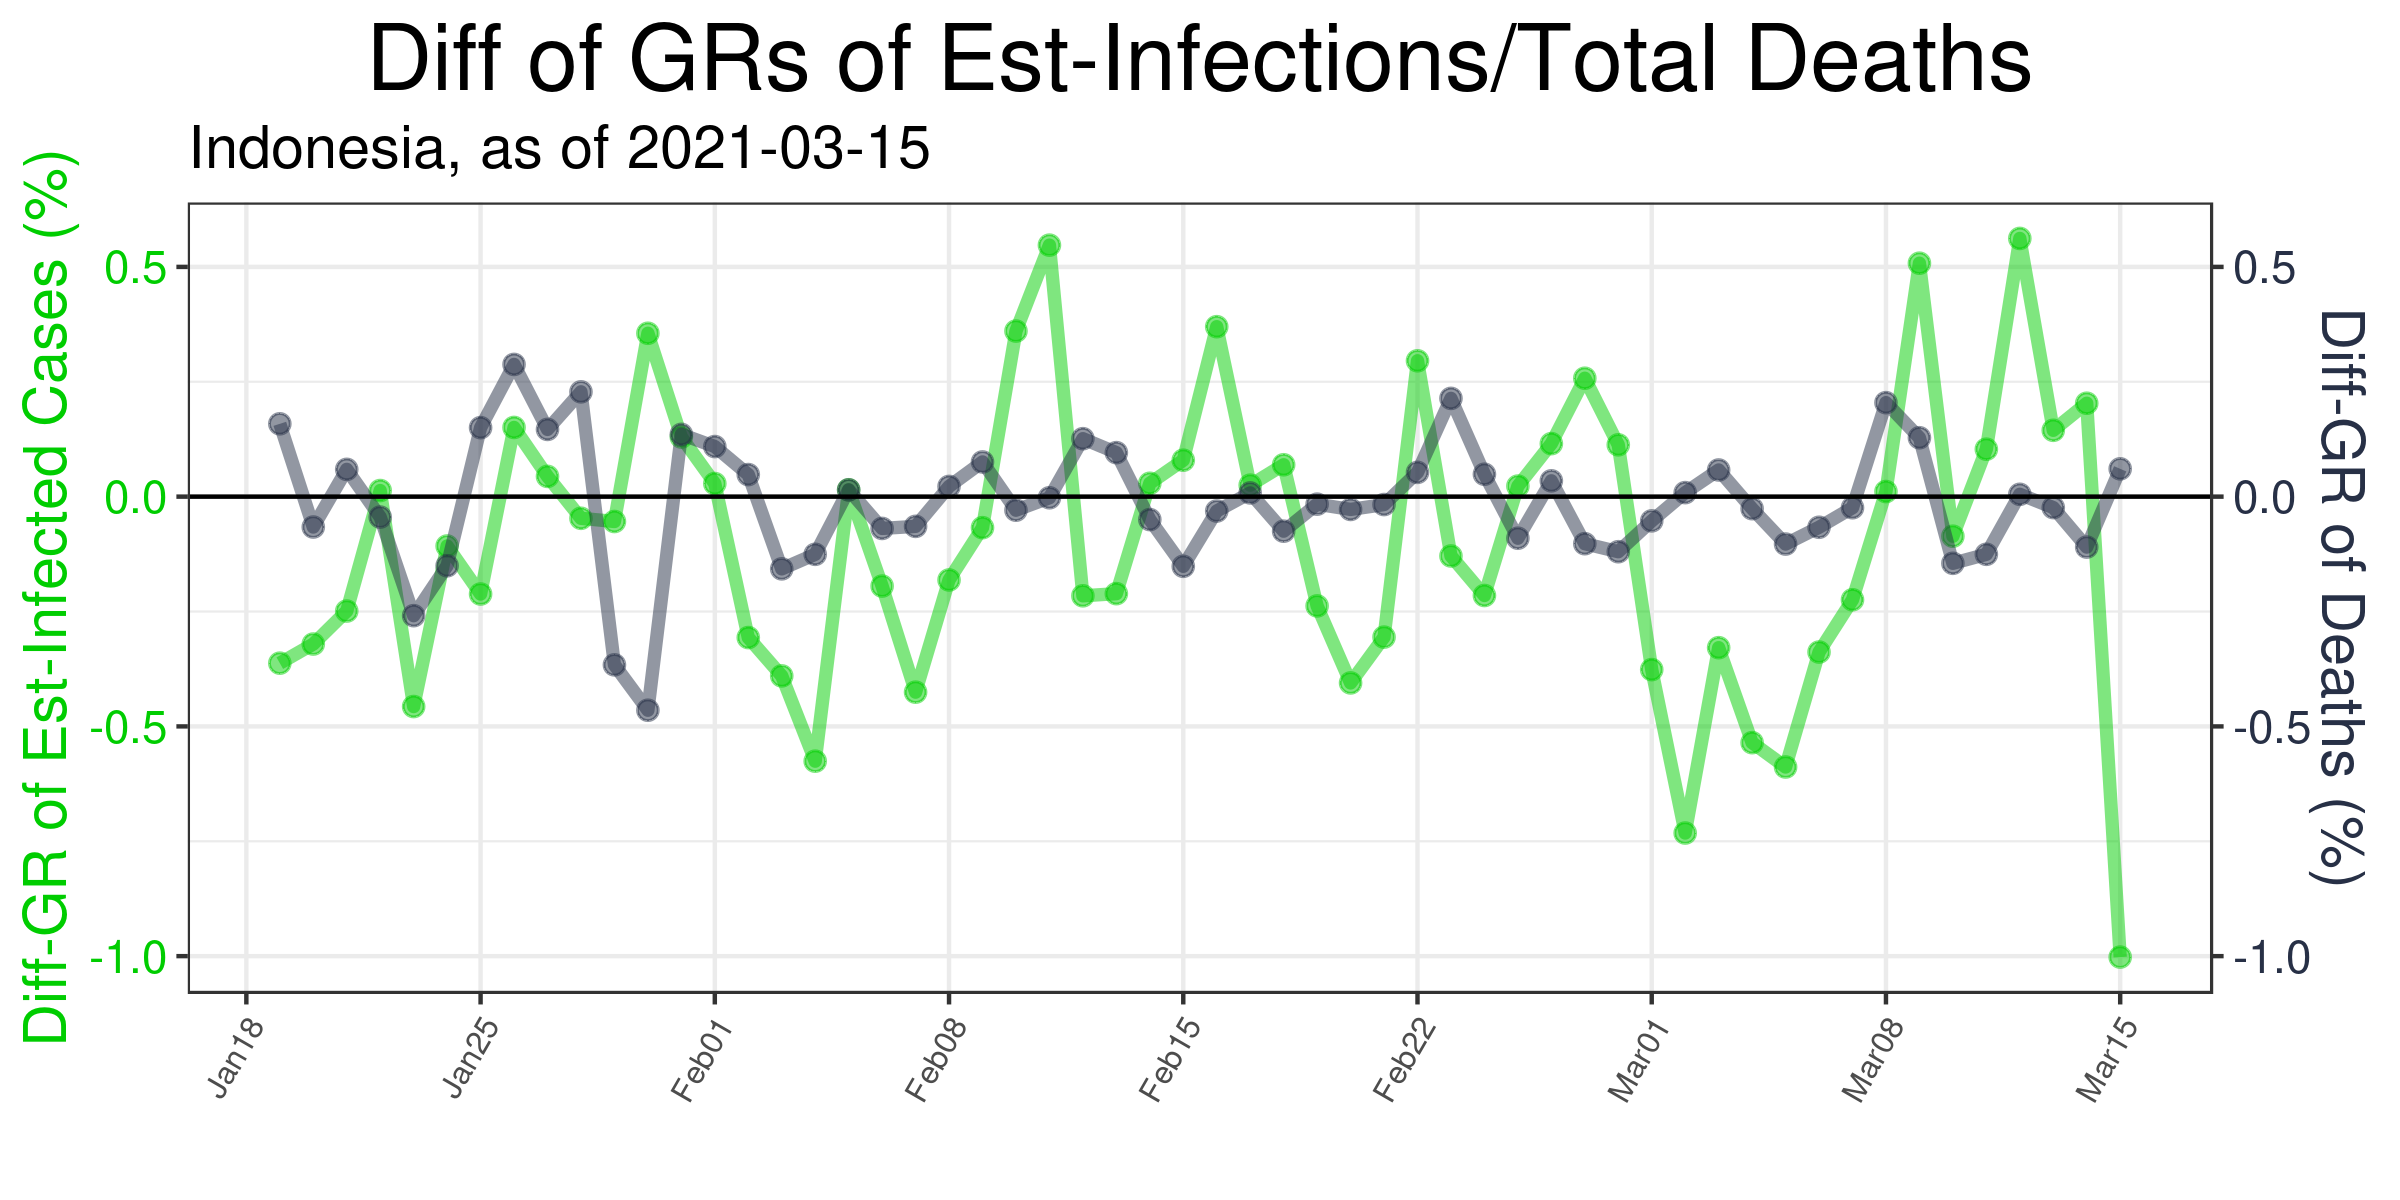 Diff of GRs of Est-Infections/Total Deaths
Indonesia, as of 2021-03-15
Diff-GR of Est-Infected Cases (%)
0.5
0.0
-0.5
-1.0
0.5
0.0
-0.5
-1.0
Diff-GR of Deaths (%)
Jan18
Jan25
Feb01
Feb08
Feb15
Feb22
Mar01
Mar08
Mar15